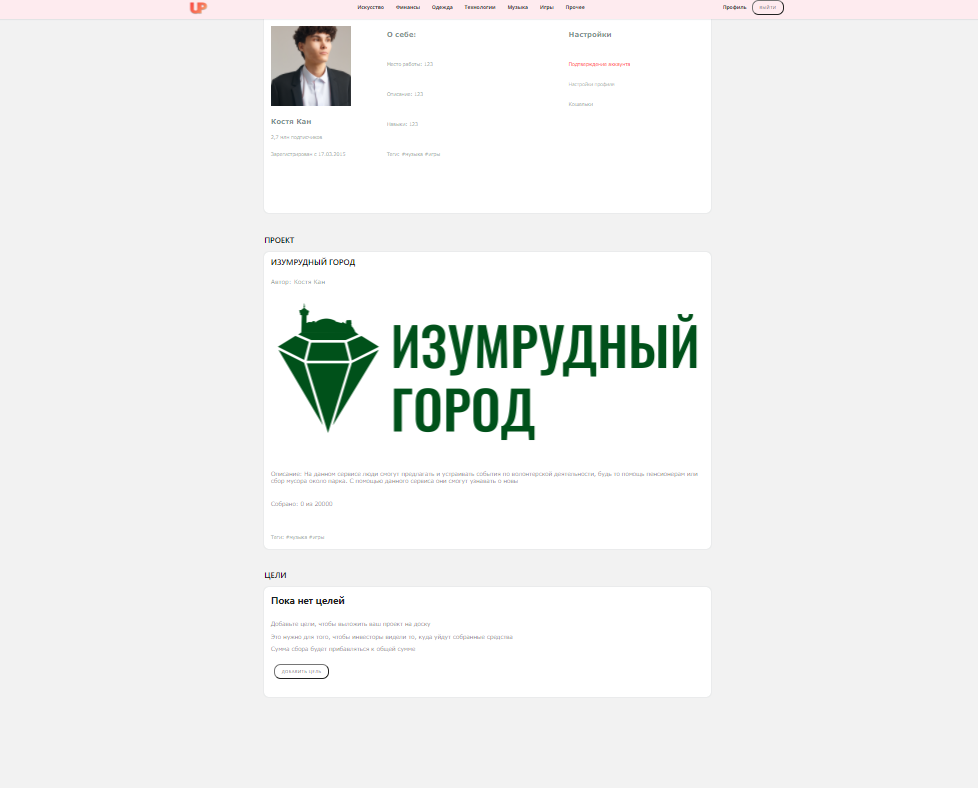 UP
Искусство Финансы Одежда Технологии Музыка Игры Прочее
Профиль ВЫЙТИ
Костя Кан
2,7 млн подписчиков
Зарегистрирован с 17.03.2015
О себе:
Место работы: 123
Описание: 123
Навыки: 123
Теги: #музыка #игры
Настройки
Подтверждение аккаунта
Настройки профиля
Кошельки
ПРОЕКТ
ИЗУМРУДНЫЙ ГОРОД
Автор: Костя Кан
ИЗУМРУДНЫЙ
ГОРОД
Описание: На данном сервисе люди смогут предлагать и устраивать события по волонтерской деятельности, будь то помощь пенсионерам или
сбор мусора около парка. С помощью данного сервиса они смогут узнавать о новы
Собрано: 0 из 20000
Теги: #музыка #игры
ЦЕЛИ
Пока нет целей
Добавьте цели, чтобы выложить ваш проект на доску
Это нужно для того, чтобы инвесторы видели то, куда уйдут собранные средства
Сумма сбора будет прибавляться к общей сумме
ДОБАВИТЬ ЦЕЛЬ